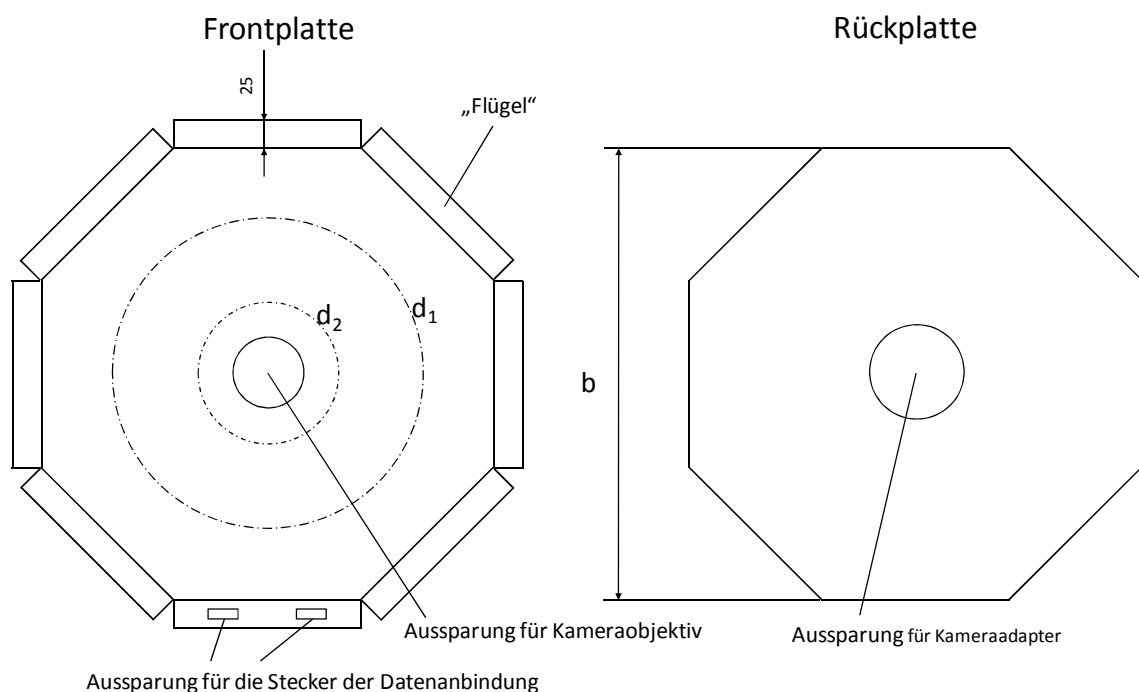 Frontplatte
Rückplatte
25
„Flügel“
d₂
d₁
b
Aussparung für Kameraobjektiv
Aussparung für Kameraadapter
Aussparung für die Stecker der Datenanbindung